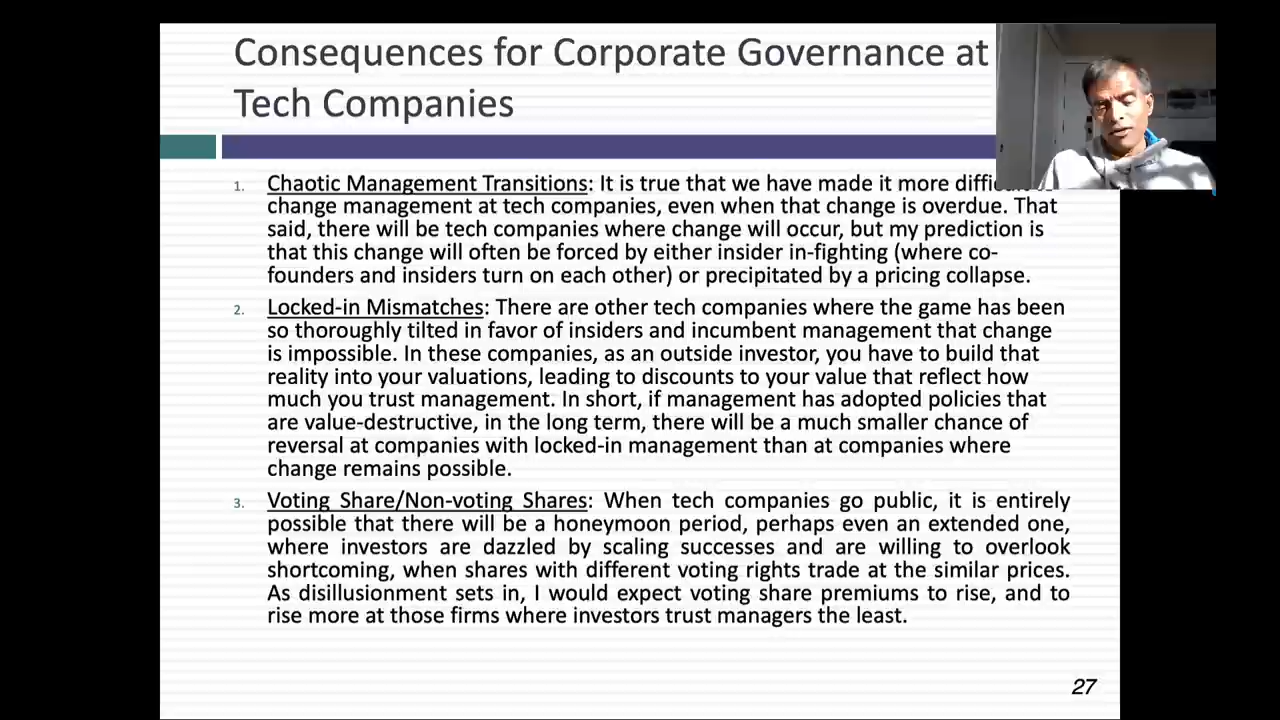 Consequences for Corporate Governance at
Tech Companies
1. Chaotic Management Transitions: It is true that we have made it more
change management at tech companies, even when that change is overdue. That
said, there will be tech companies where change will occur, but my prediction is
that this change will often be forced by either insider in-fighting (where co-
founders and insiders turn on each other) or precipitated by a pricing collapse.
2. Locked-in Mismatches: There are other tech companies where the game has been
so thoroughly tilted in favor of insiders and incumbent management that change
is impossible. In these companies, as an outside investor, you have to build that
reality into your valuations, leading to discounts to your value that reflect how
much you trust management. In short, if management has adopted policies that
are value-destructive, in the long term, there will be a much smaller chance of
reversal at companies with locked-in management than at companies where
change remains possible.
3. Voting Share/Non-voting Shares: When tech companies go public, it is entirely
possible that there will be a honeymoon period, perhaps even an extended one,
where investors are dazzled by scaling successes and are willing to overlook
shortcoming, when shares with different voting rights trade at the similar prices.
As disillusionment sets in, I would expect voting share premiums to rise, and to
rise more at those firms where investors trust managers the least.
27